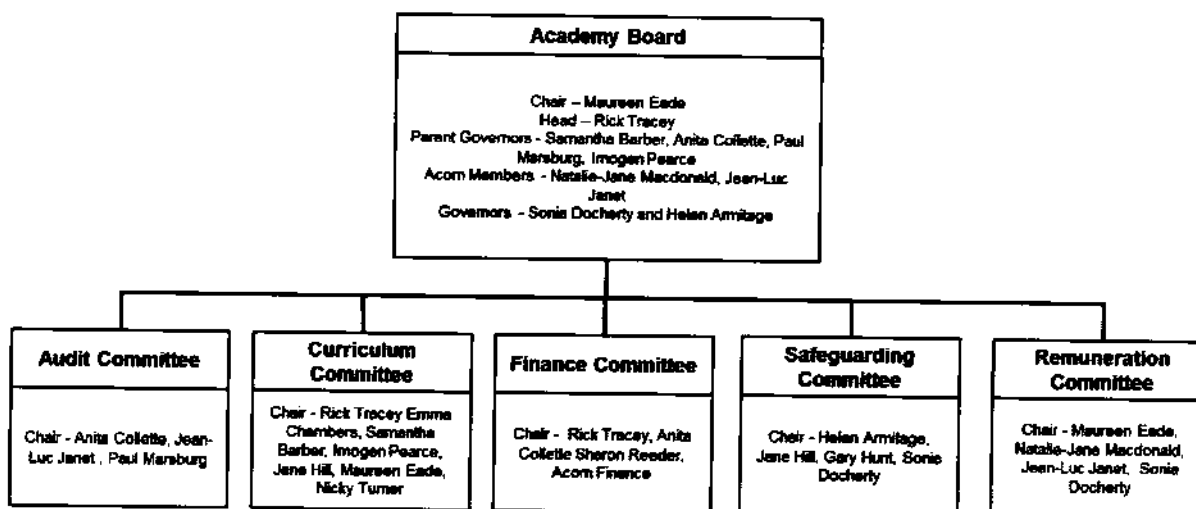 Academy Board
Chair – Maureen Eade
Head – Rick Tracey
Parent Governors - Samantha Barber, Anita Collette, Paul
Marsburg, Imogen Pearce
Acorn Members - Natalie-Jane Macdonald, Jean-Luc
Janet
Governors - Sonia Docherty and Helen Armitage
Audit Committee
Chair - Anita Collette, Jean-
Luc Janet , Paul Marsburg
Curriculum
Committee
Chair - Rick Tracey Emma
Chambers, Samantha
Barber, Imogen Pearce,
Jane Hill, Maureen Eade,
Nicky Turner
Finance Committee
Chair - Rick Tracey, Anita
Collette Sharon Reeder,
Acorn Finance
Safeguarding
Committee
Chair - Helen Armitage,
Jane Hill, Gary Hunt, Sonia
Docherty
Remuneration
Committee
Chair - Maureen Eade,
Natalie-Jane Macdonald,
Jean-Luc Janet, Sonia
Docherty